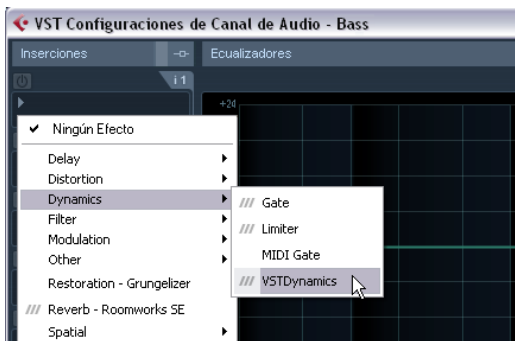 VST Configuraciones de Canal de Audio - Bass
Inserciones
Ecualizadores
i 1
+24
✔ Ningún Efecto
Delay
Distortion
Dynamics
Filter
Modulation
Other
Restoration - Grungelizer
/// Reverb - Roomworks SE
Spatial
/// Gate
/// Limiter
MIDI Gate
/// VSTDynamics